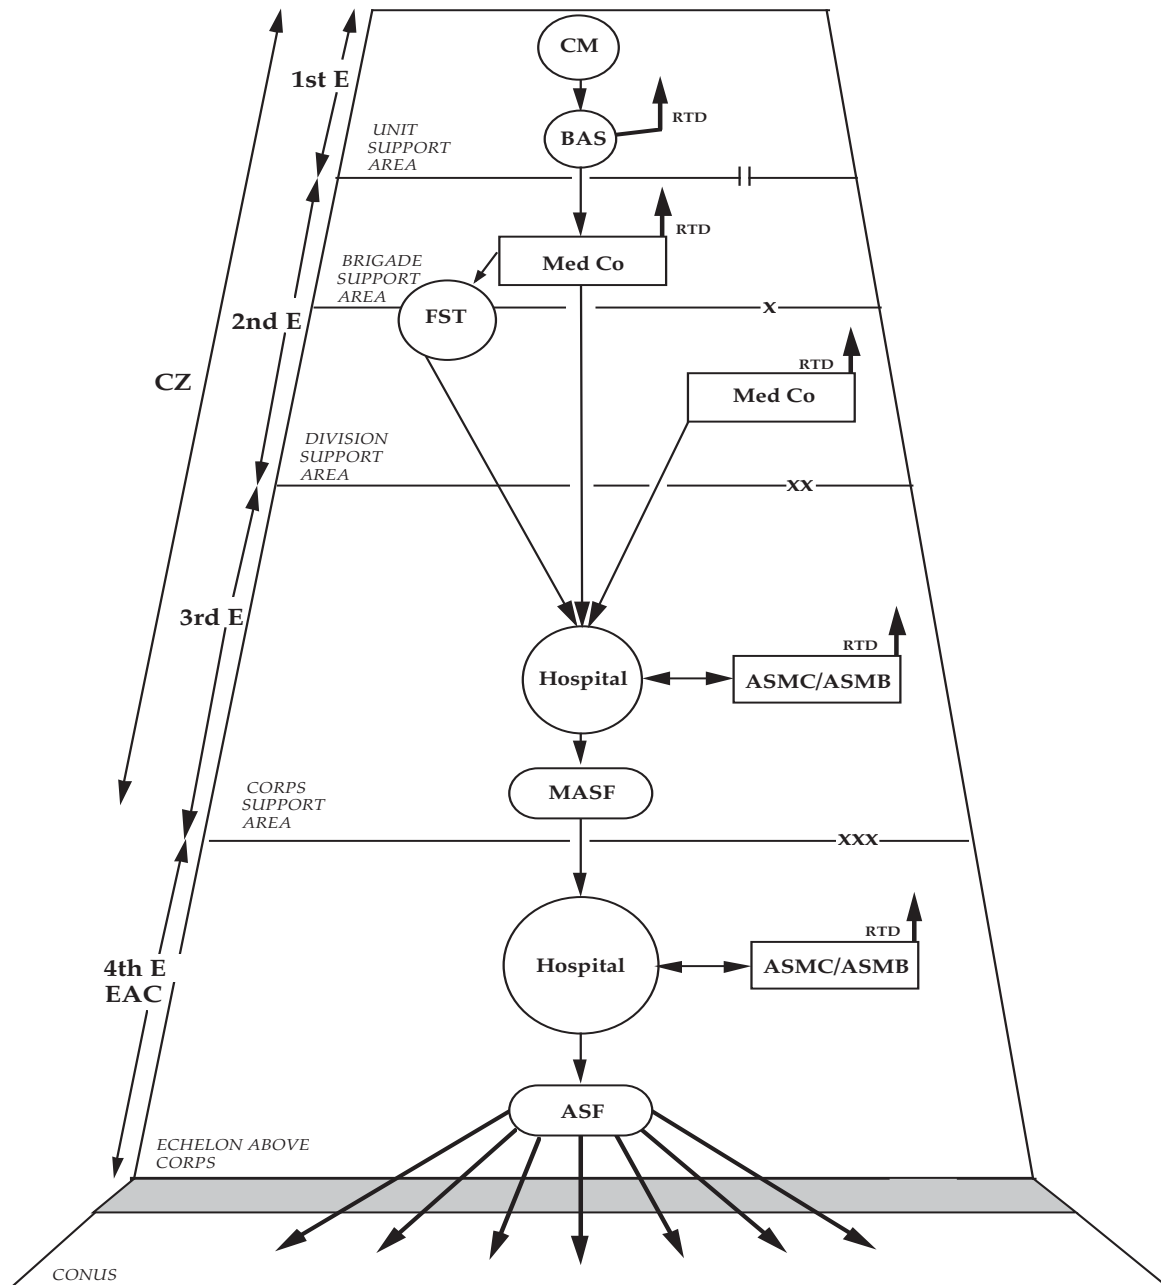 CM
1st E
RTD
UNIT
SUPPORT
AREA
BAS
RTD
Med Co
BRIGADE
SUPPORT
AREA
FST
2nd E
X
RTD
CZ
Med Co
DIVISION
SUPPORT
AREA
XX
3rd E
RTD
Hospital
ASMC/ASMB
CORPS
SUPPORT
AREA
MASF
XXX
RTD
4th E
EAC
Hospital
ASMC/ASMB
ASF
ECHELON ABOVE
CORPS
CONUS